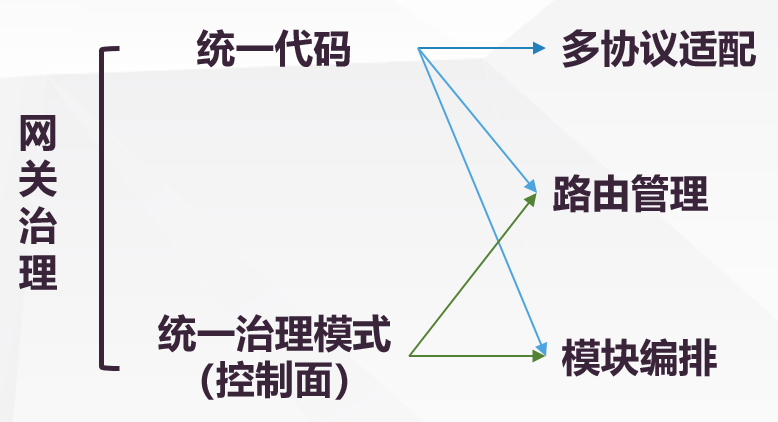 网关治理
统一代码
多协议适配
路由管理
统一治理模式
（控制面）
模块编排